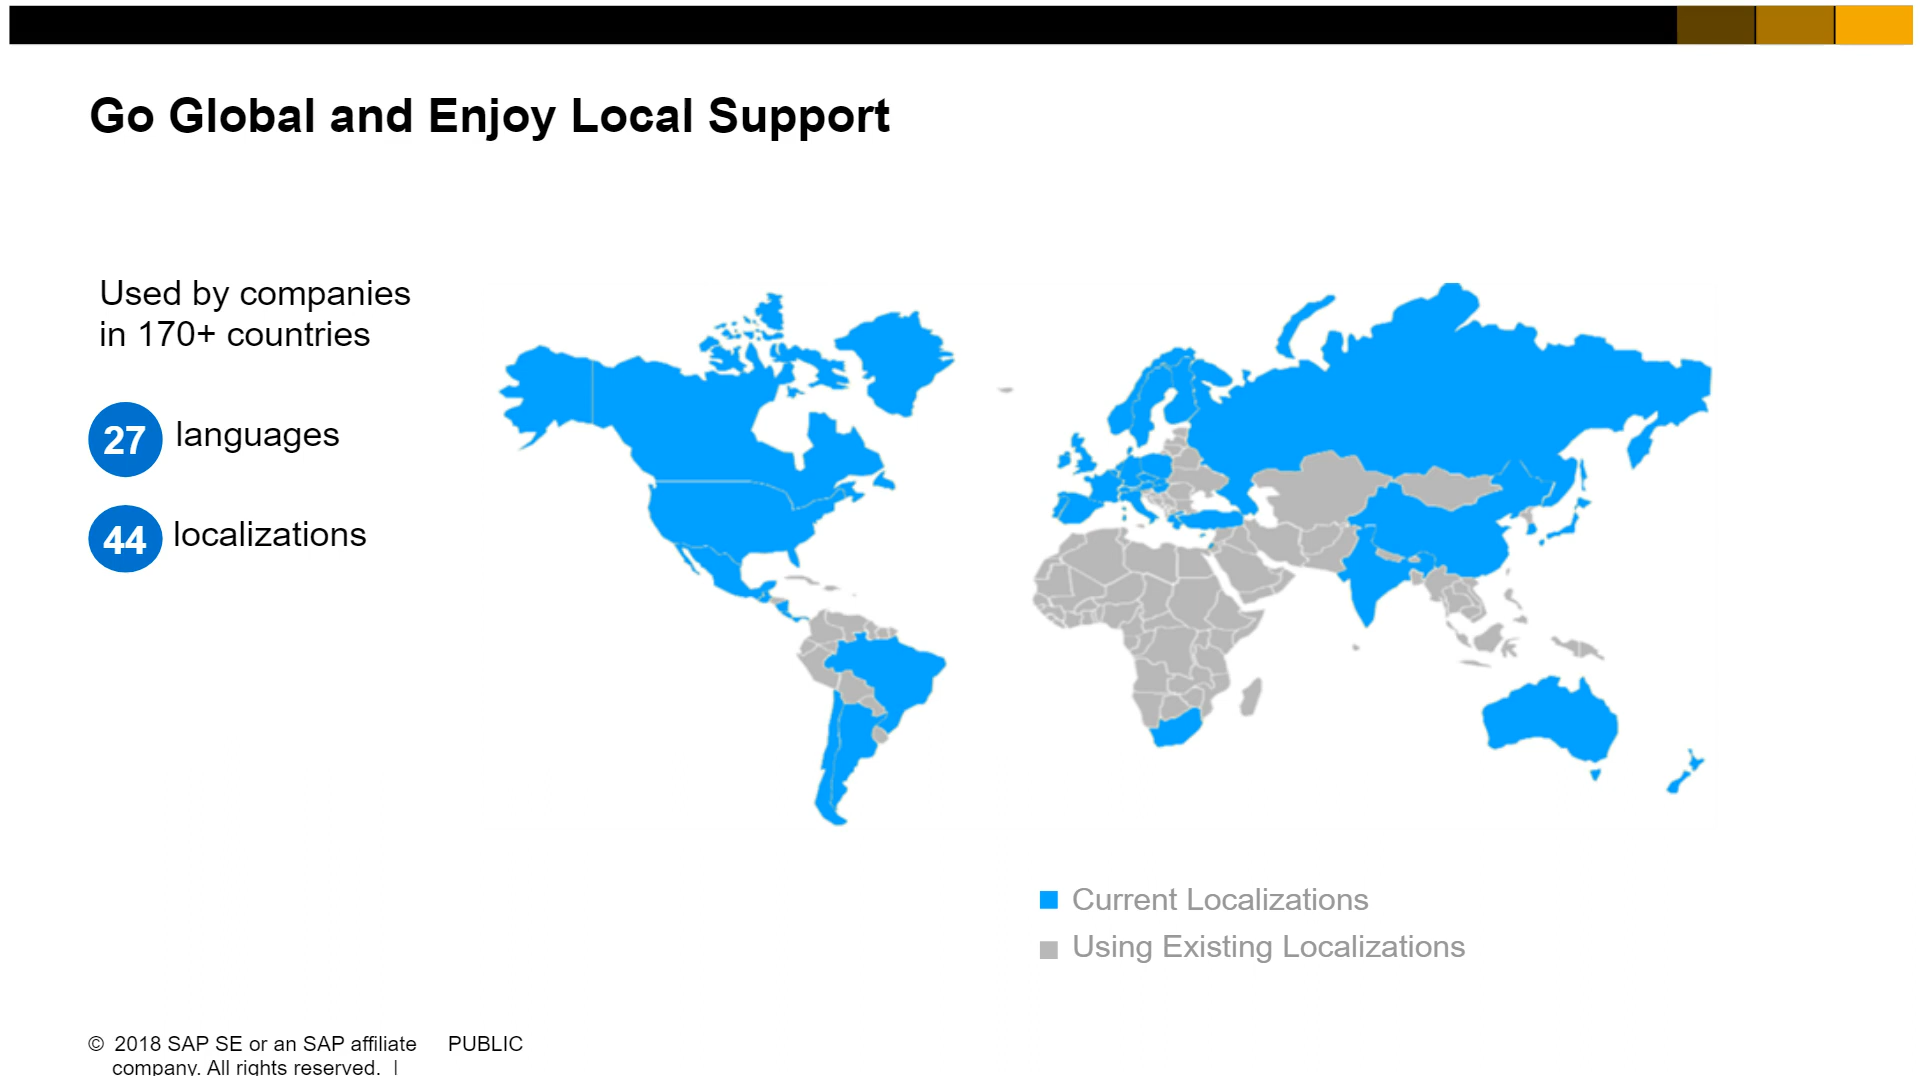 Go Global and Enjoy Local Support
Used by companies
in 170+ countries
27 languages
44 localizations
Current Localizations
Using Existing Localizations
© 2018 SAP SE or an SAP affiliate PUBLIC
company. All rights reserved. |